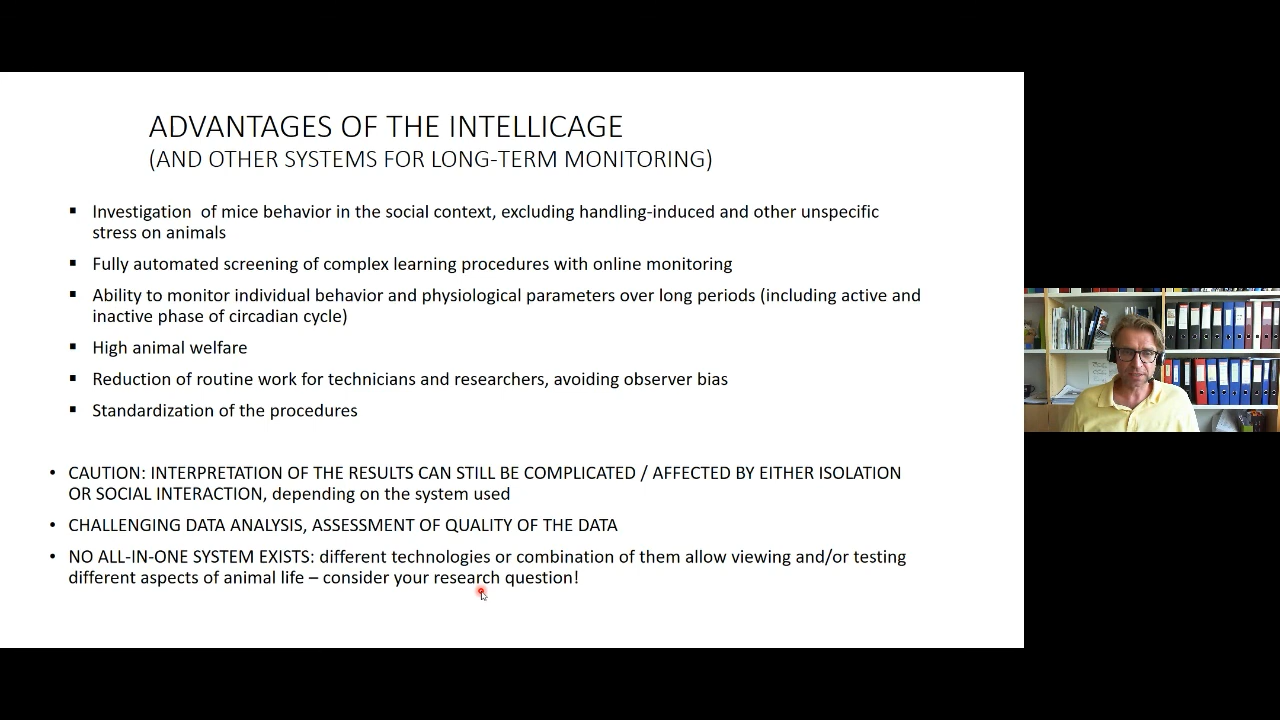 ADVANTAGES OF THE INTELLICAGE
(AND OTHER SYSTEMS FOR LONG-TERM MONITORING)
▪ Investigation of mice behavior in the social context, excluding handling-induced and other unspecific
stress on animals
▪ Fully automated screening of complex learning procedures with online monitoring
▪ Ability to monitor individual behavior and physiological parameters over long periods (including active and
inactive phase of circadian cycle)
▪ High animal welfare
▪ Reduction of routine work for technicians and researchers, avoiding observer bias
▪ Standardization of the procedures
• CAUTION: INTERPRETATION OF THE RESULTS CAN STILL BE COMPLICATED / AFFECTED BY EITHER ISOLATION
OR SOCIAL INTERACTION, depending on the system used
• CHALLENGING DATA ANALYSIS, ASSESSMENT OF QUALITY OF THE DATA
• NO ALL-IN-ONE SYSTEM EXISTS: different technologies or combination of them allow viewing and/or testing
different aspects of animal life – consider your research question!